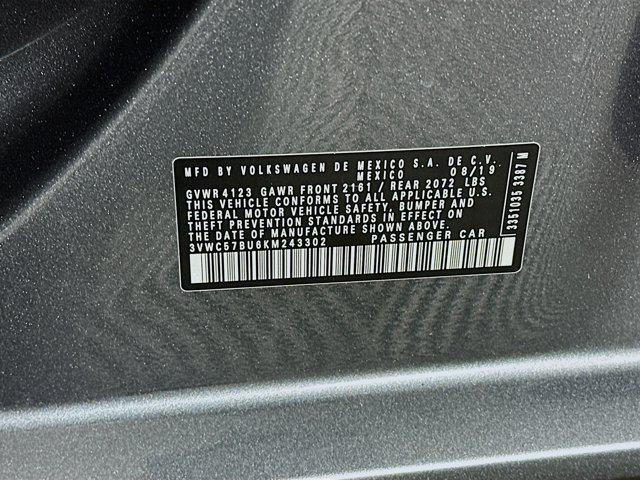 MFD BY VOLKSWAGEN DE MEXICO S.A. DE C.V.
MEXICO 08/19
GVWR 4123 GAWR FRONT 2161 / REAR 2072 LBS
THIS VEHICLE CONFORMS TO ALL APPLICABLE U.S.
FEDERAL MOTOR VEHICLE SAFETY, BUMPER AND
THEFT PREVENTION STANDARDS IN EFFECT ON
THE DATE OF MANUFACTURE SHOWN ABOVE.
3VWC57BU6KM243302 PASSENGER CAR
3351035 3387 M